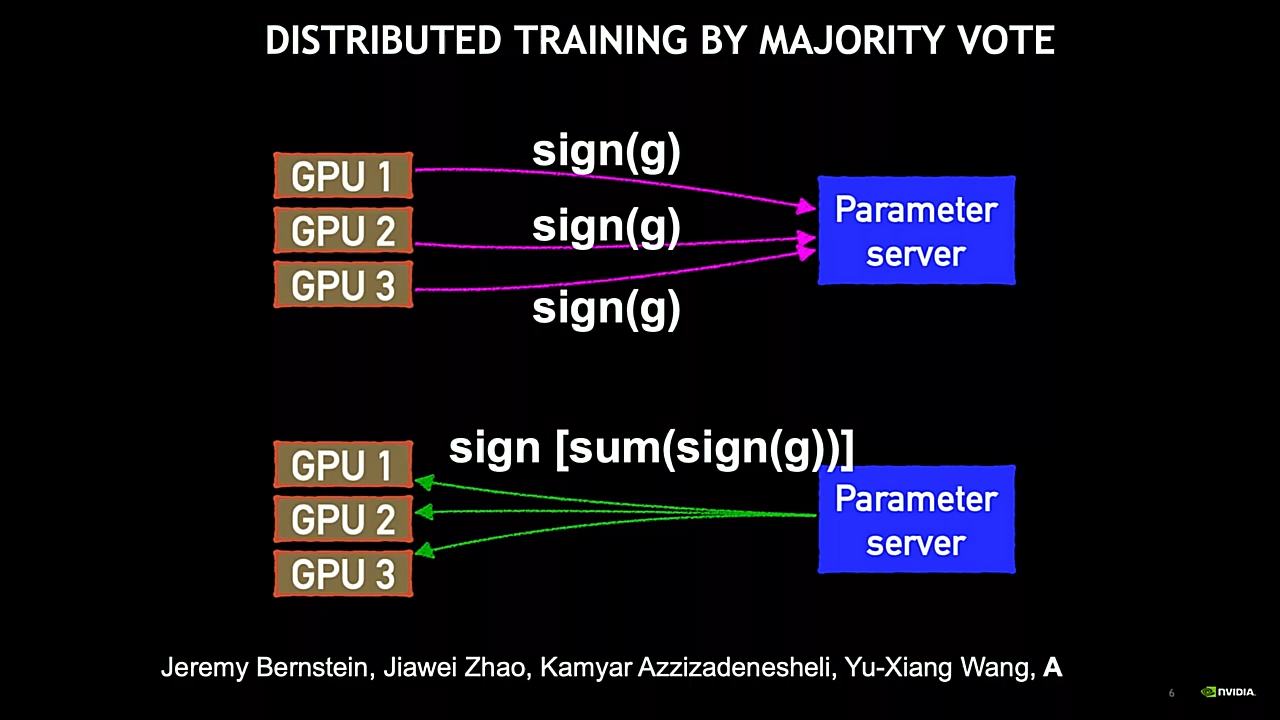 DISTRIBUTED TRAINING BY MAJORITY VOTE
sign(g)
GPU 1
GPU 2
sign(g)
GPU 3
sign(g)
Parameter
server
sign [sum(sign(g))]
GPU 1
GPU 2
GPU 3
Parameter
server
Jeremy Bernstein, Jiawei Zhao, Kamyar Azzizadenesheli, Yu-Xiang Wang, A
6
NVIDIA.